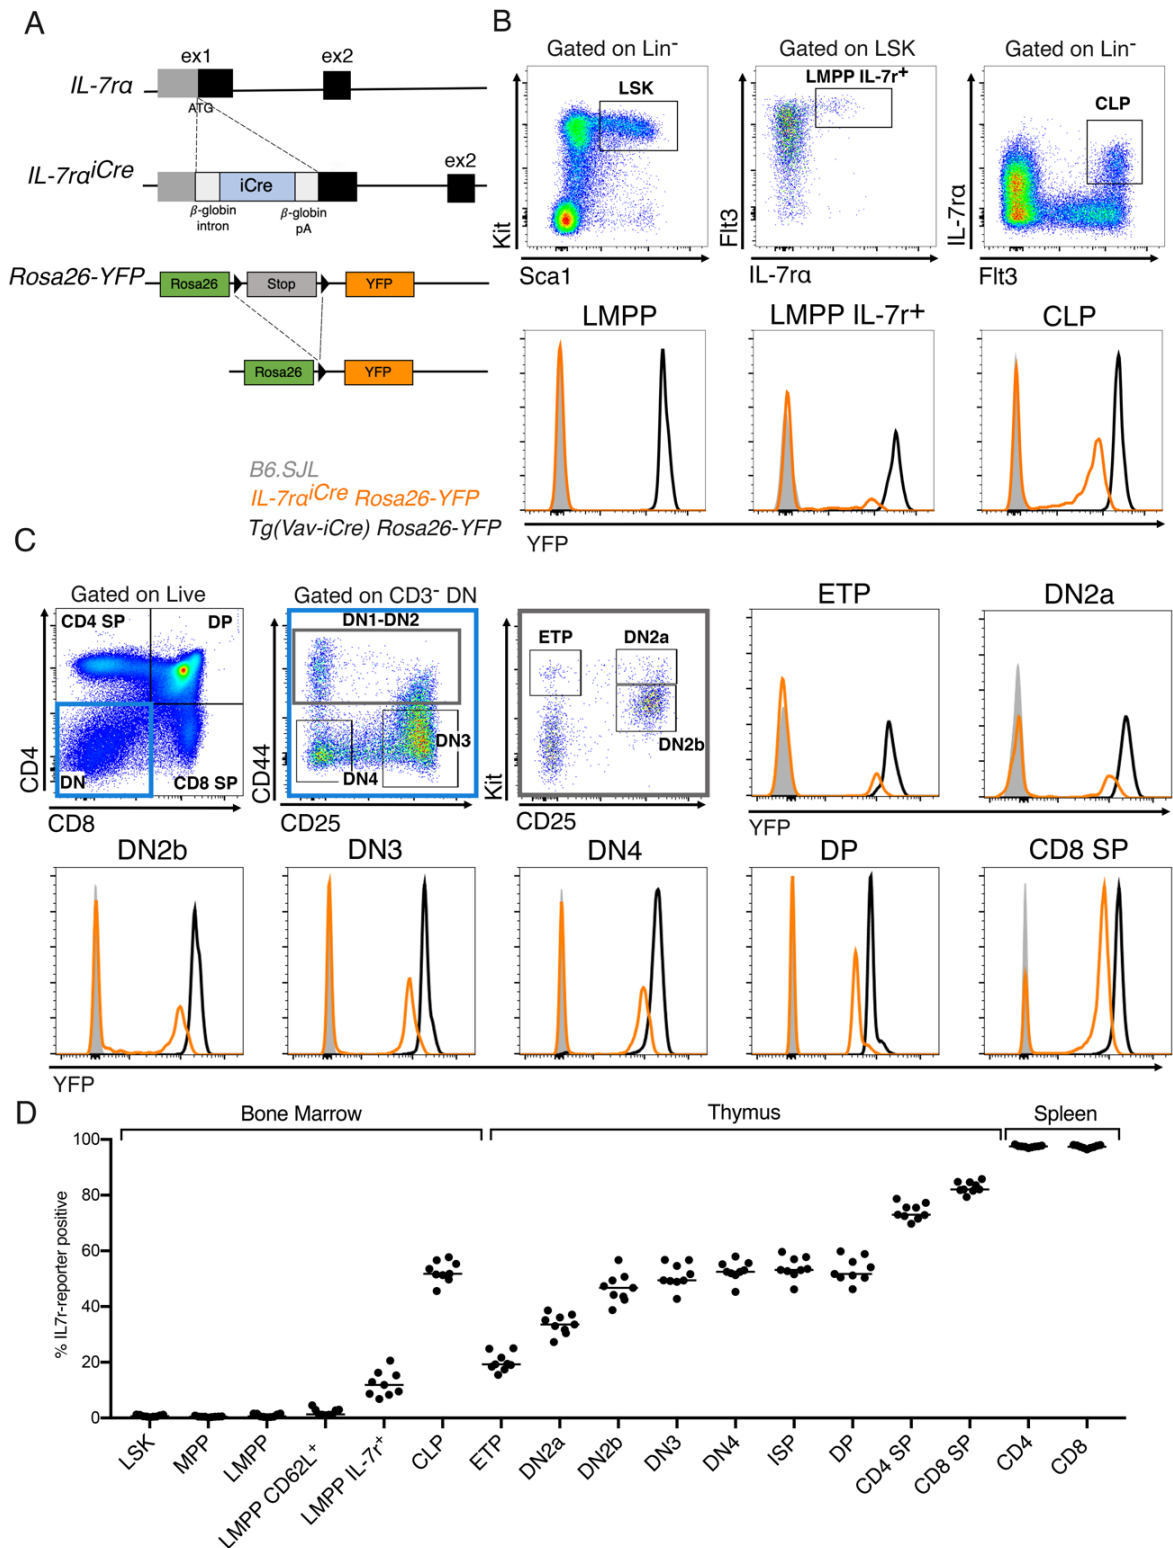 A
ex1
ex2
IL-7rα
ATG
IL-7rα^iCre
ex2
iCre
β-globin
intron
β-globin
pA
Rosa26-YFP
Rosa26
Stop
YFP
Rosa26
YFP
B6.SJL
IL-7rα^iCre Rosa26-YFP
Tg(Vav-iCre) Rosa26-YFP
B
Gated on Lin-
Gated on LSK
Gated on Lin-
LSK
LMPP IL-7r+
CLP
Kit
Sca1
Flt3
IL-7rα
IL-7rα
Flt3
LMPP
LMPP IL-7r+
CLP
YFP
C
Gated on Live
Gated on CD3- DN
CD4 SP
DP
DN
CD8 SP
CD4
CD8
DN1-DN2
DN3
DN4
CD44
CD25
ETP
DN2a
DN2b
Kit
CD25
ETP
DN2a
YFP
DN2b
DN3
DN4
DP
CD8 SP
YFP
D
Bone Marrow
Thymus
Spleen
% IL7r-reporter positive
100
80
60
40
20
0
LSK
MPP
LMPP
LMPP CD62L+
LMPP IL-7r+
CLP
ETP
DN2a
DN2b
DN3
DN4
ISP
DP
CD4 SP
CD8 SP
CD4
CD8